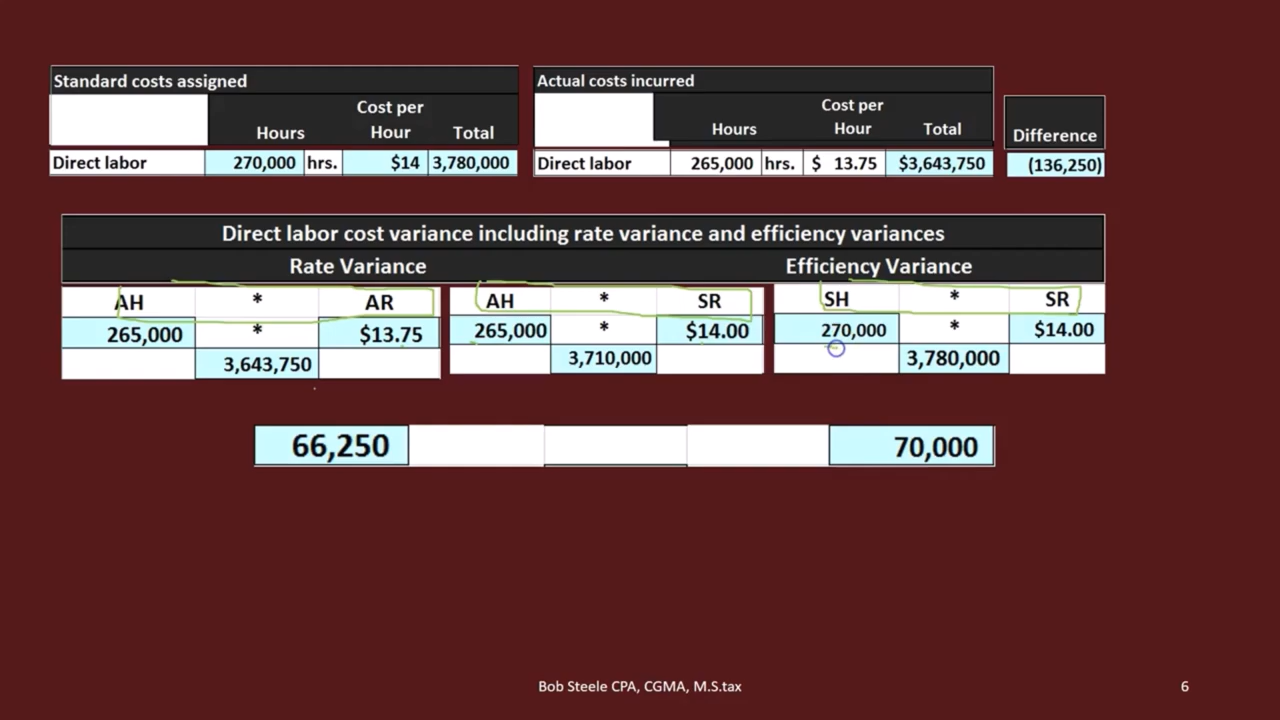 Standard costs assigned
Hours Cost per Hour Total
Direct labor 270,000 hrs. $14 3,780,000
Actual costs incurred
Hours Cost per Hour Total
Direct labor 265,000 hrs. $ 13.75 $3,643,750
Difference
(136,250)
Direct labor cost variance including rate variance and efficiency variances
Rate Variance Efficiency Variance
AH * AR AH * SR SH * SR
265,000 * $13.75 265,000 * $14.00 270,000 * $14.00
3,643,750 3,710,000 3,780,000
66,250 70,000
Bob Steele CPA, CGMA, M.S.tax 6